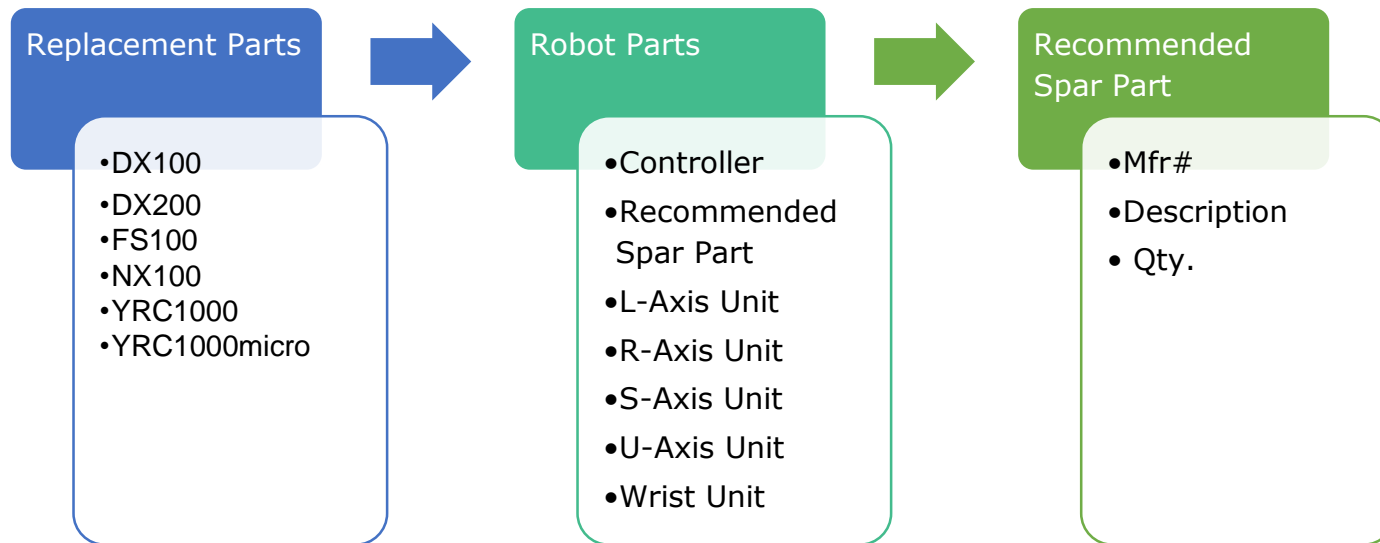 Replacement Parts
•DX100
•DX200
•FS100
•NX100
•YRC1000
•YRC1000micro
Robot Parts
•Controller
•Recommended
Spar Part
•L-Axis Unit
•R-Axis Unit
•S-Axis Unit
•U-Axis Unit
•Wrist Unit
Recommended
Spar Part
•Mfr#
•Description
• Qty.